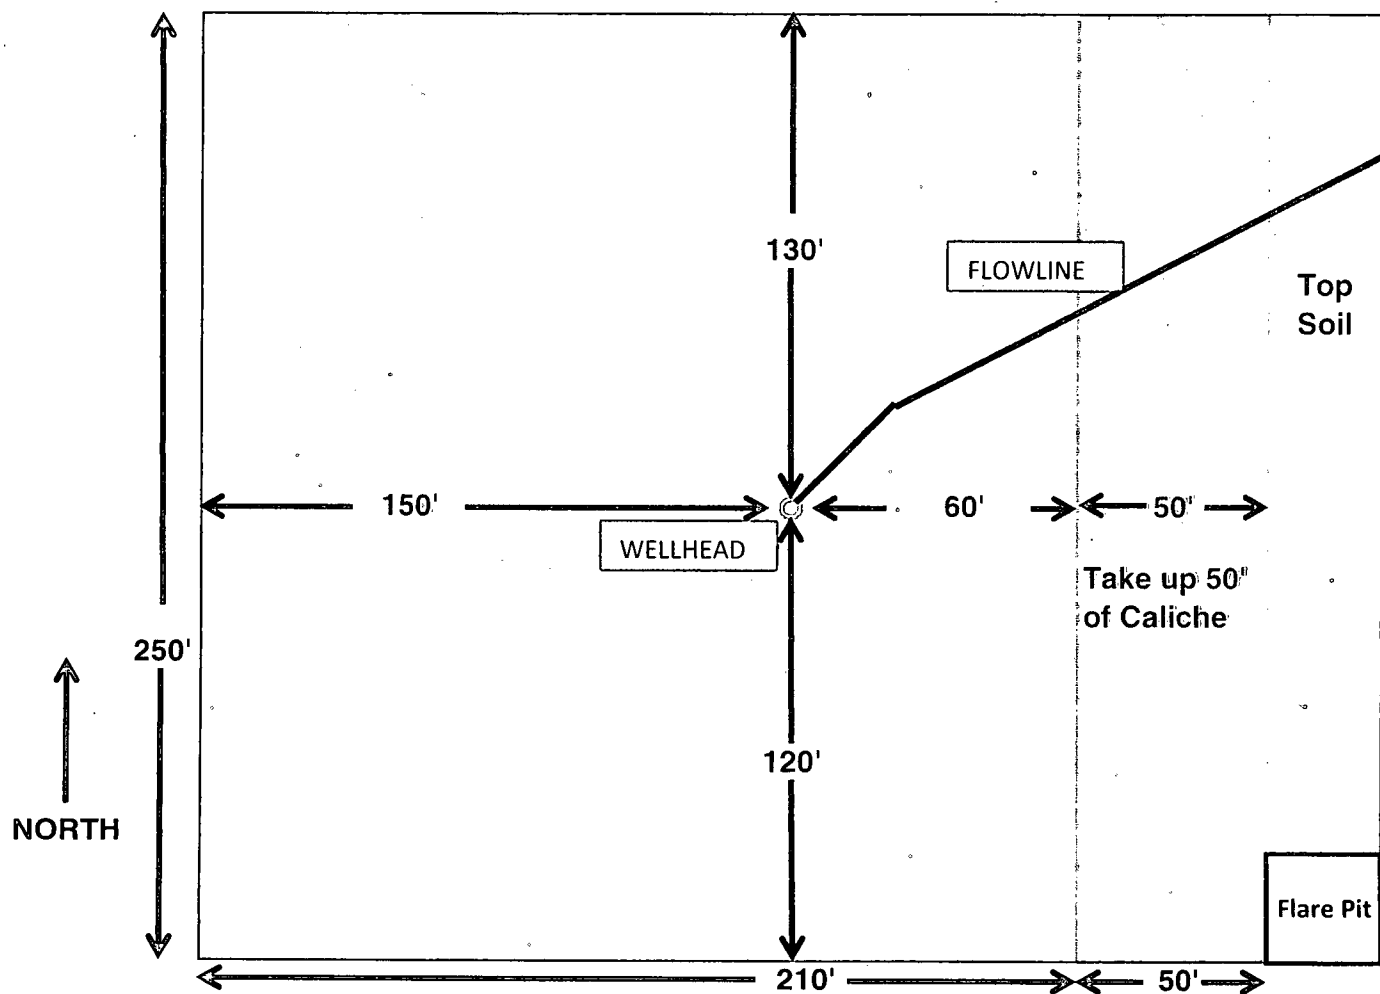 130'
FLOWLINE
Top
Soil
150'
60'
50'
WELLHEAD
Take up 50'
of Caliche
250'
120'
NORTH
Flare Pit
210'
50'